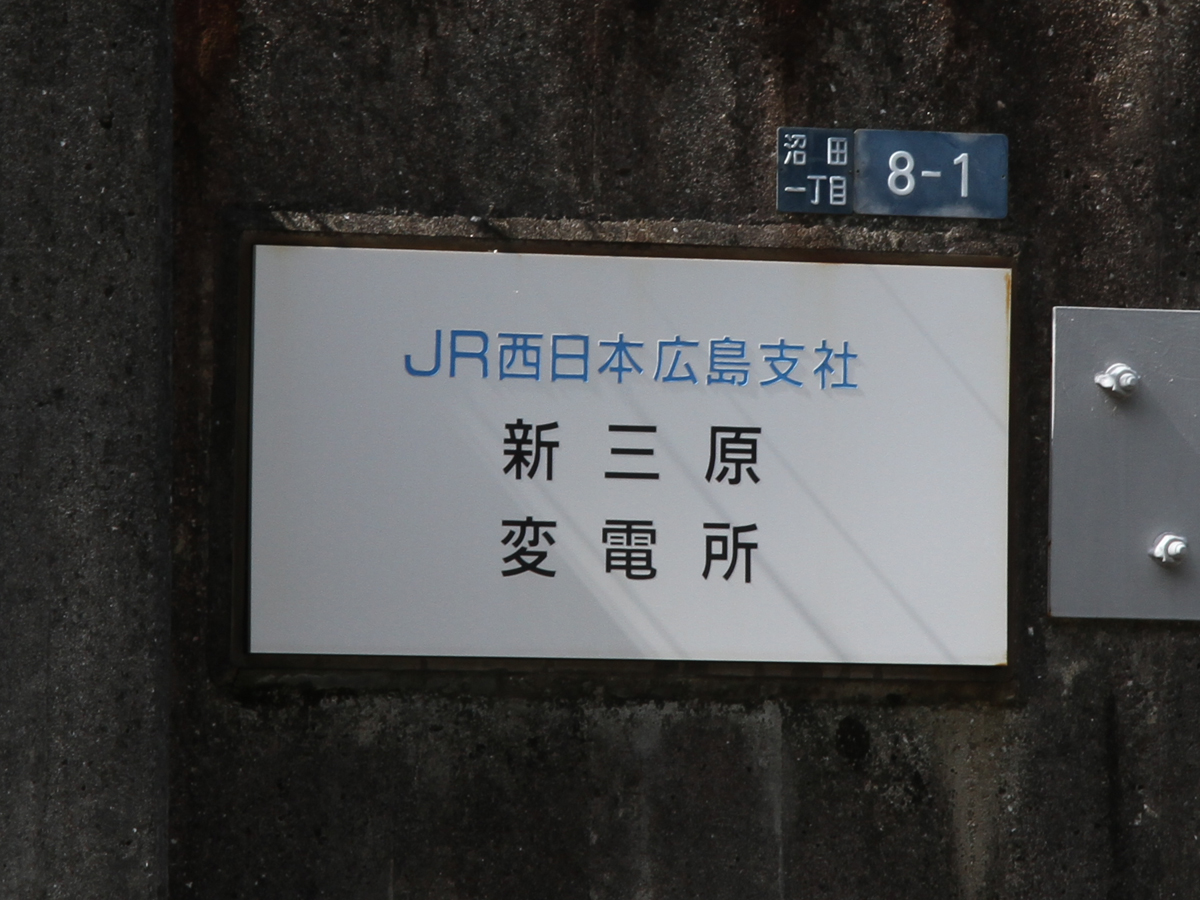 沼田
一丁目
8-1
JR西日本広島支社
新三原
変電所